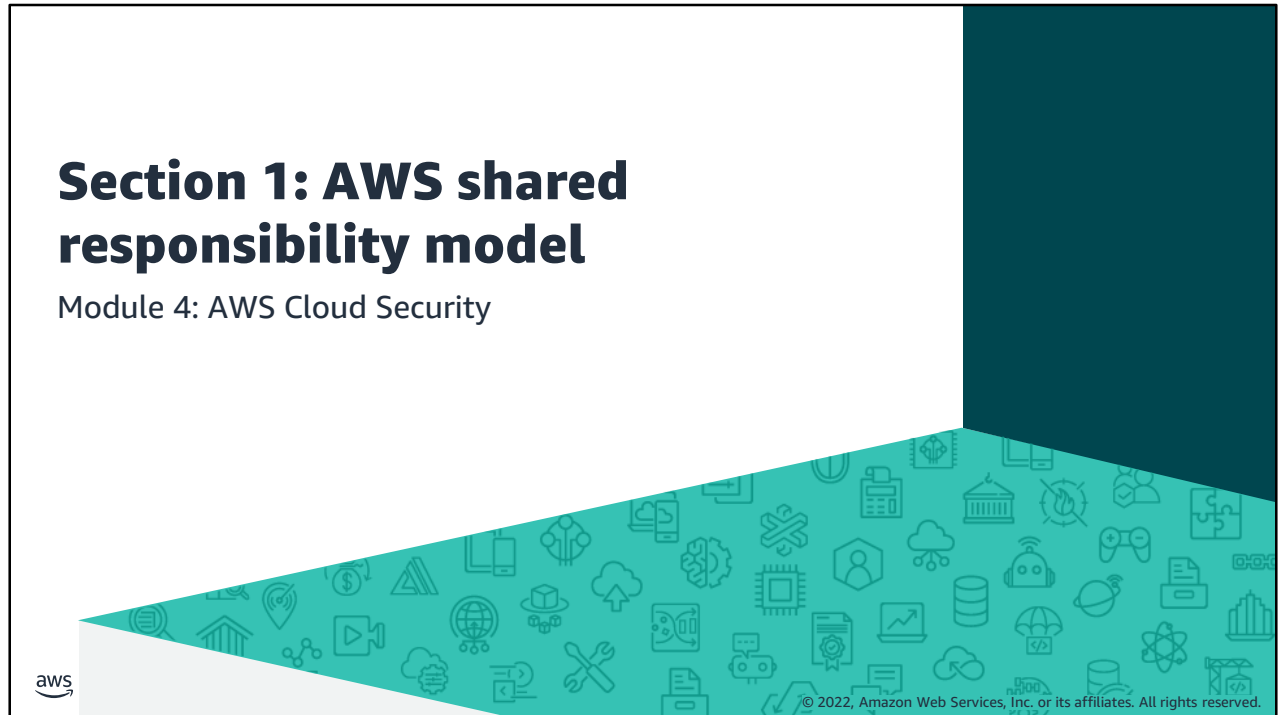 Section 1: AWS shared
responsibility model
Module 4: AWS Cloud Security
aws
© 2022, Amazon Web Services, Inc. or its affiliates. All rights reserved.